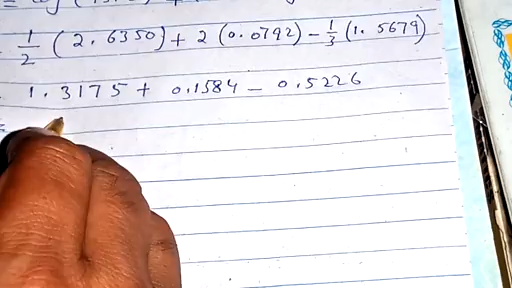 1/2 (2.6350) + 2 (0.0792) - 1/3 (1.5679)
1.3175 + 0.1584 - 0.5226
=